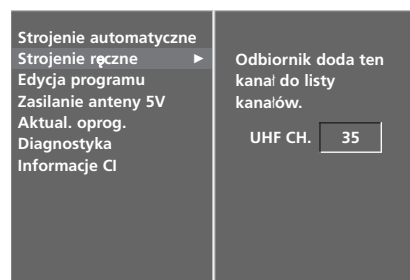 Strojenie automatyczne
Strojenie ręczne ►
Edycja programu
Zasilanie anteny 5V
Aktual. oprog.
Diagnostyka
Informacje CI
Odbiornik doda ten
kanał do listy
kanałów.
UHF CH. 35